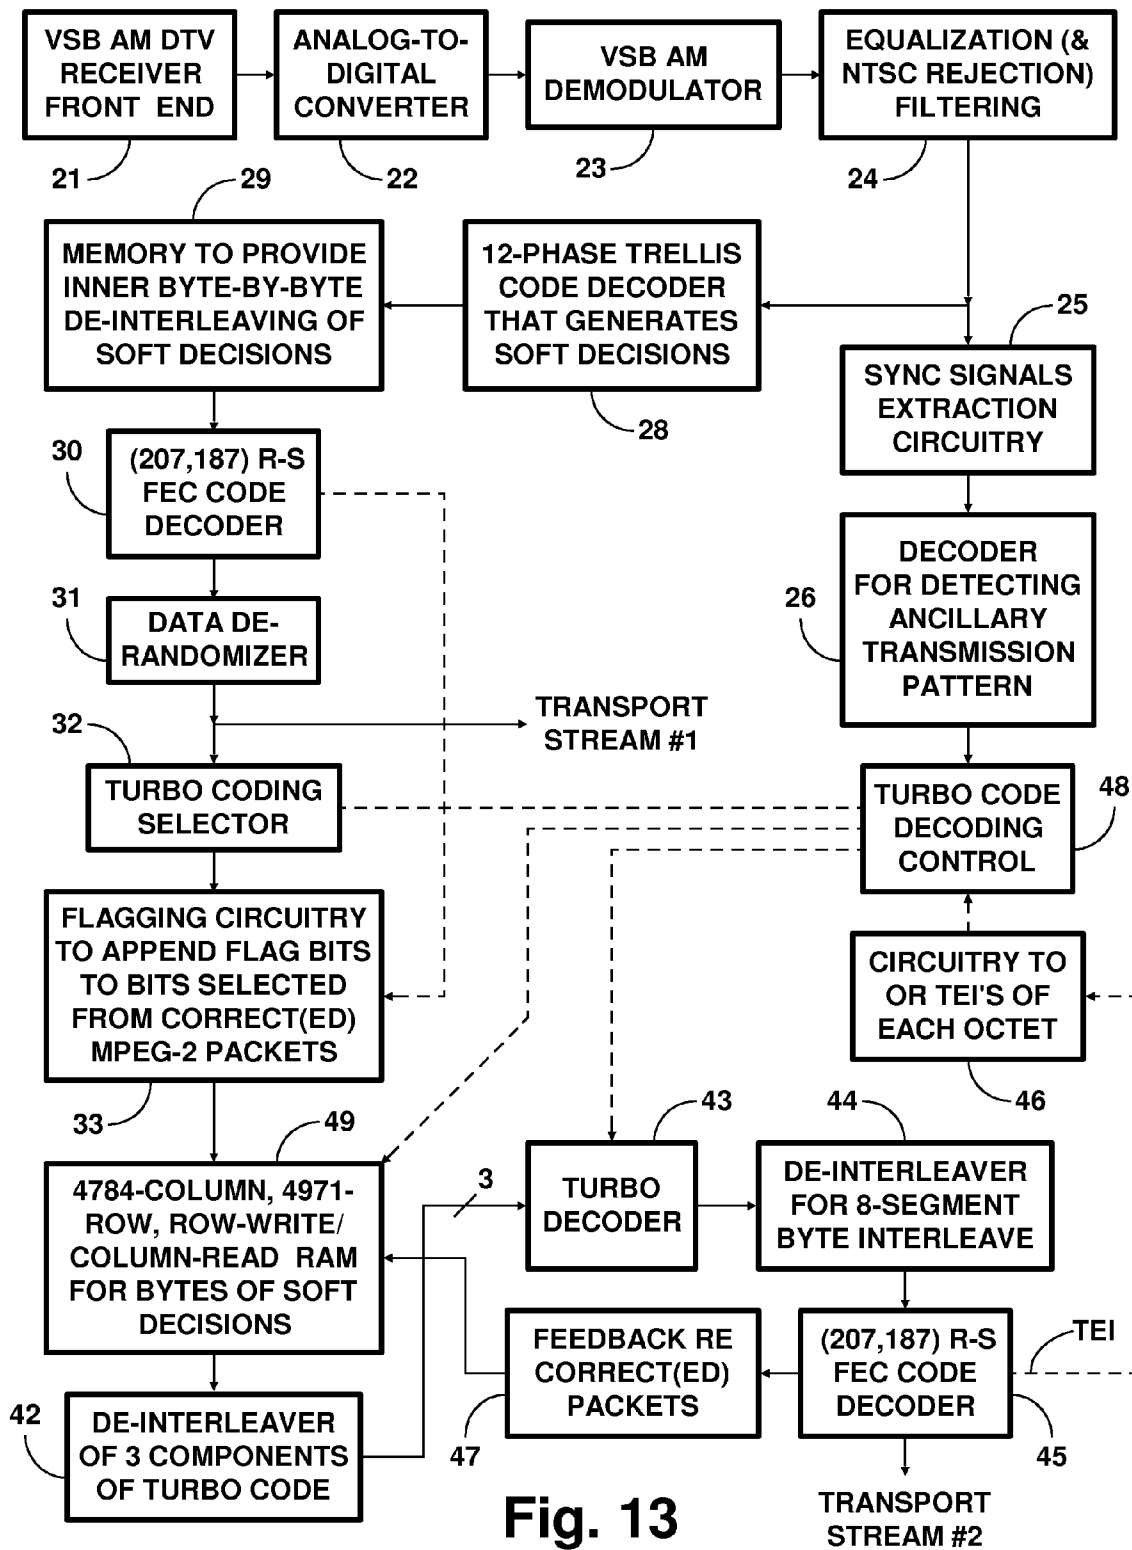 VSB AM DTV
RECEIVER
FRONT END
21
ANALOG-TO-
DIGITAL
CONVERTER
22
VSB AM
DEMODULATOR
23
EQUALIZATION (&
NTSC REJECTION)
FILTERING
24
29
MEMORY TO PROVIDE
INNER BYTE-BY-BYTE
DE-INTERLEAVING OF
SOFT DECISIONS
12-PHASE TRELLIS
CODE DECODER
THAT GENERATES
SOFT DECISIONS
28
25
SYNC SIGNALS
EXTRACTION
CIRCUITRY
30
(207,187) R-S
FEC CODE
DECODER
26
DECODER
FOR DETECTING
ANCILLARY
TRANSMISSION
PATTERN
31
DATA DE-
RANDOMIZER
TRANSPORT
STREAM #1
32
TURBO CODING
SELECTOR
TURBO CODE
DECODING
CONTROL
48
FLAGGING CIRCUITRY
TO APPEND FLAG BITS
TO BITS SELECTED
FROM CORRECT(ED)
MPEG-2 PACKETS
33
CIRCUITRY TO
OR TEI'S OF
EACH OCTET
46
49
4784-COLUMN, 4971-
ROW, ROW-WRITE/
COLUMN-READ RAM
FOR BYTES OF SOFT
DECISIONS
3
43
TURBO
DECODER
44
DE-INTERLEAVER
FOR 8-SEGMENT
BYTE INTERLEAVE
FEEDBACK RE
CORRECT(ED)
PACKETS
47
(207,187) R-S
FEC CODE
DECODER
45
TEI
42
DE-INTERLEAVER
OF 3 COMPONENTS
OF TURBO CODE
TRANSPORT
STREAM #2
Fig. 13